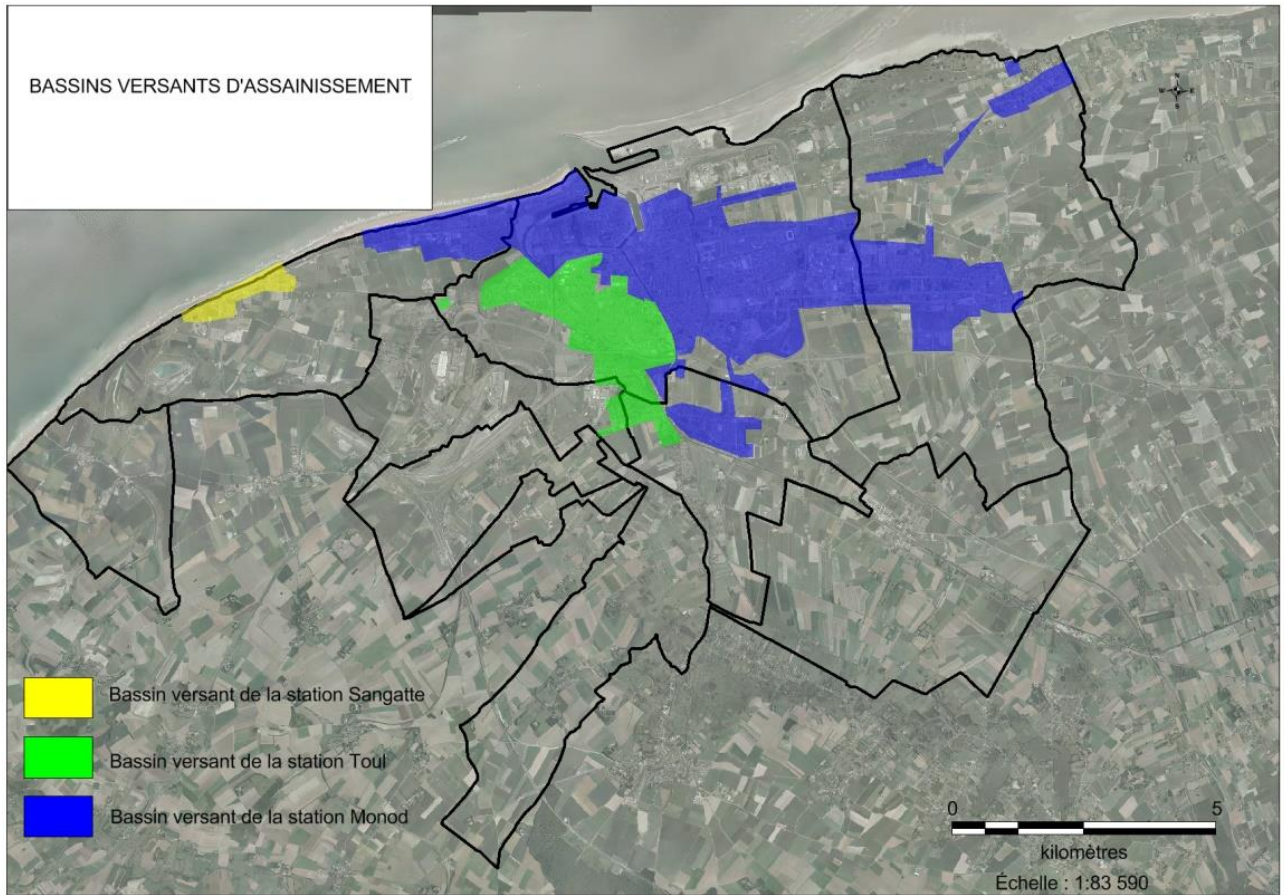 BASSINS VERSANTS D'ASSAINISSEMENT
N
W E
S
Bassin versant de la station Sangatte
Bassin versant de la station Toul
Bassin versant de la station Monod
0 5
kilomètres
Échelle : 1:83 590